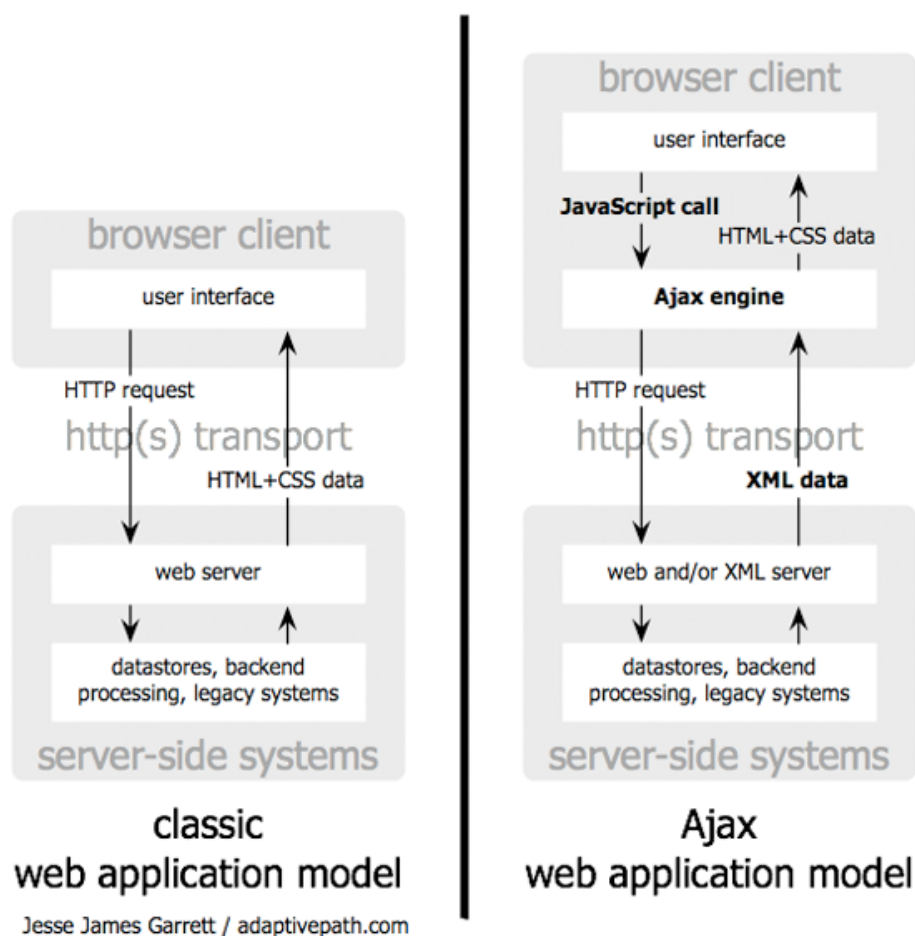 browser client
user interface
HTTP request
http(s) transport
HTML+CSS data
web server
datastores, backend
processing, legacy systems
server-side systems
classic
web application model
Jesse James Garrett / adaptivepath.com
browser client
user interface
JavaScript call
HTML+CSS data
Ajax engine
HTTP request
http(s) transport
XML data
web and/or XML server
datastores, backend
processing, legacy systems
server-side systems
Ajax
web application model